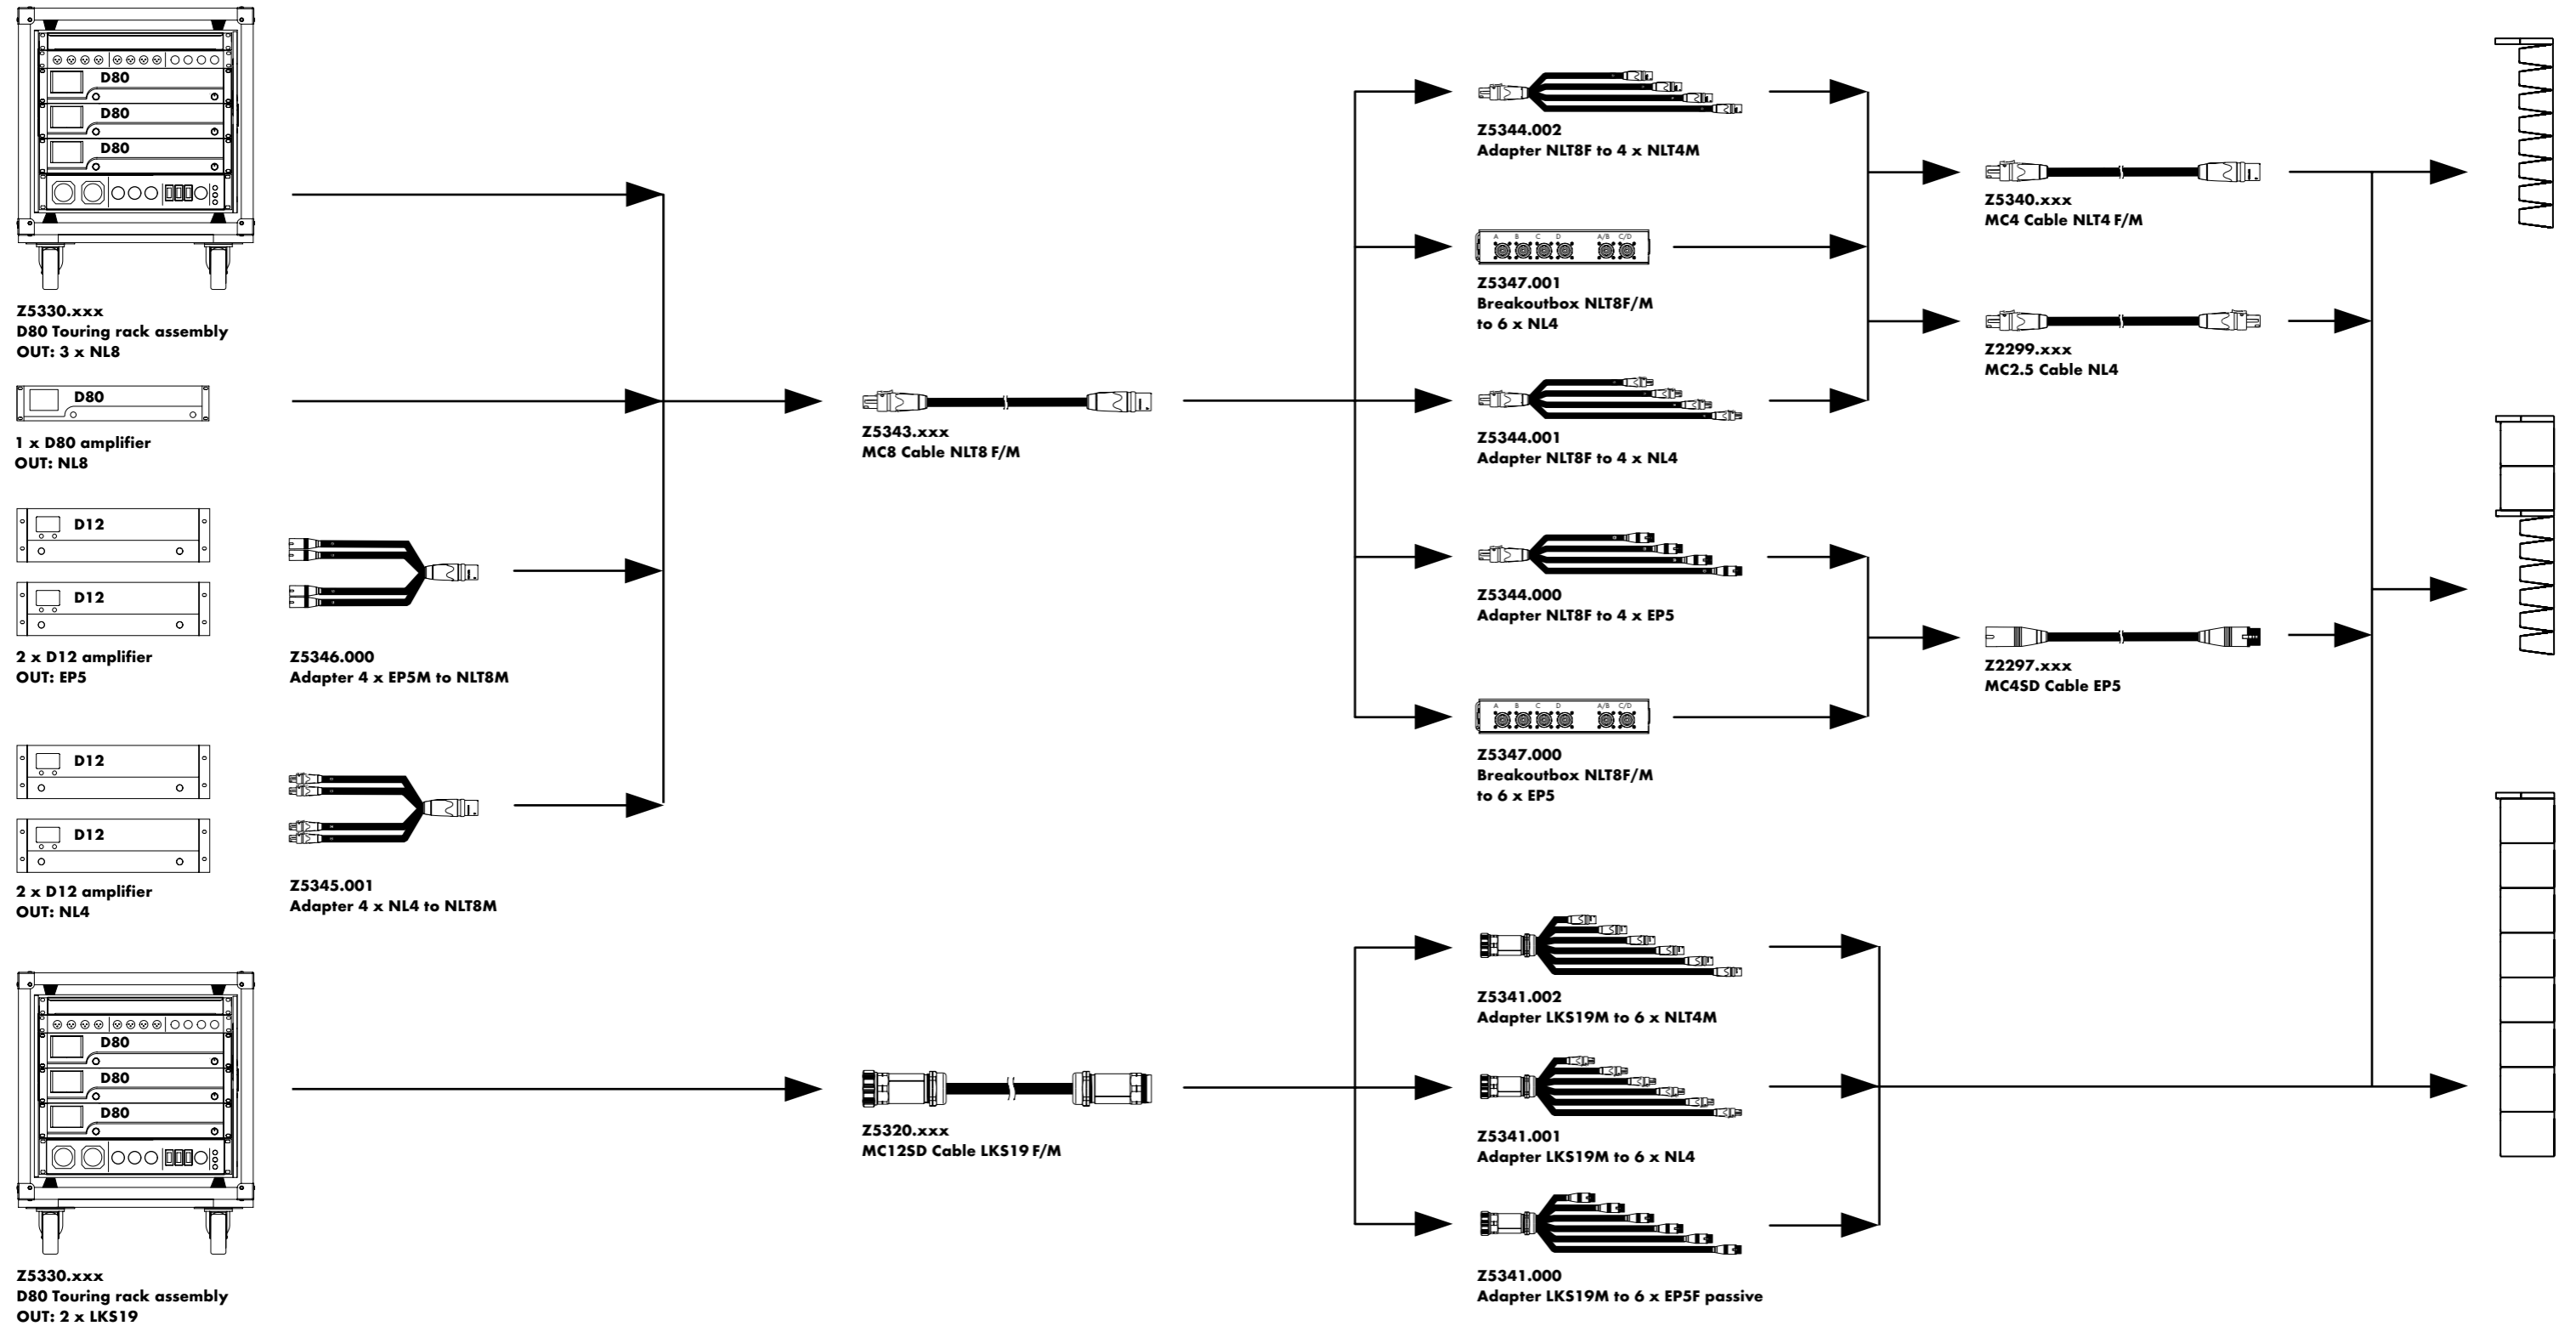 D80
D80
D80
Z5330.xxx
D80 Touring rack assembly
OUT: 3 x NL8
D80
1 x D80 amplifier
OUT: NL8
D12
D12
2 x D12 amplifier
OUT: EP5
Z5346.000
Adapter 4 x EP5M to NLT8M
D12
D12
2 x D12 amplifier
OUT: NL4
Z5345.001
Adapter 4 x NL4 to NLT8M
D80
D80
D80
Z5330.xxx
D80 Touring rack assembly
OUT: 2 x LKS19
Z5343.xxx
MC8 Cable NLT8 F/M
Z5320.xxx
MC12SD Cable LKS19 F/M
Z5344.002
Adapter NLT8F to 4 x NLT4M
A B C D A/B C/D
Z5347.001
Breakoutbox NLT8F/M
to 6 x NL4
Z5344.001
Adapter NLT8F to 4 x NL4
Z5344.000
Adapter NLT8F to 4 x EP5
A B C D A/B C/D
Z5347.000
Breakoutbox NLT8F/M
to 6 x EP5
Z5341.002
Adapter LKS19M to 6 x NLT4M
Z5341.001
Adapter LKS19M to 6 x NL4
Z5341.000
Adapter LKS19M to 6 x EP5F passive
Z5340.xxx
MC4 Cable NLT4 F/M
Z2299.xxx
MC2.5 Cable NL4
Z2297.xxx
MC4SD Cable EP5